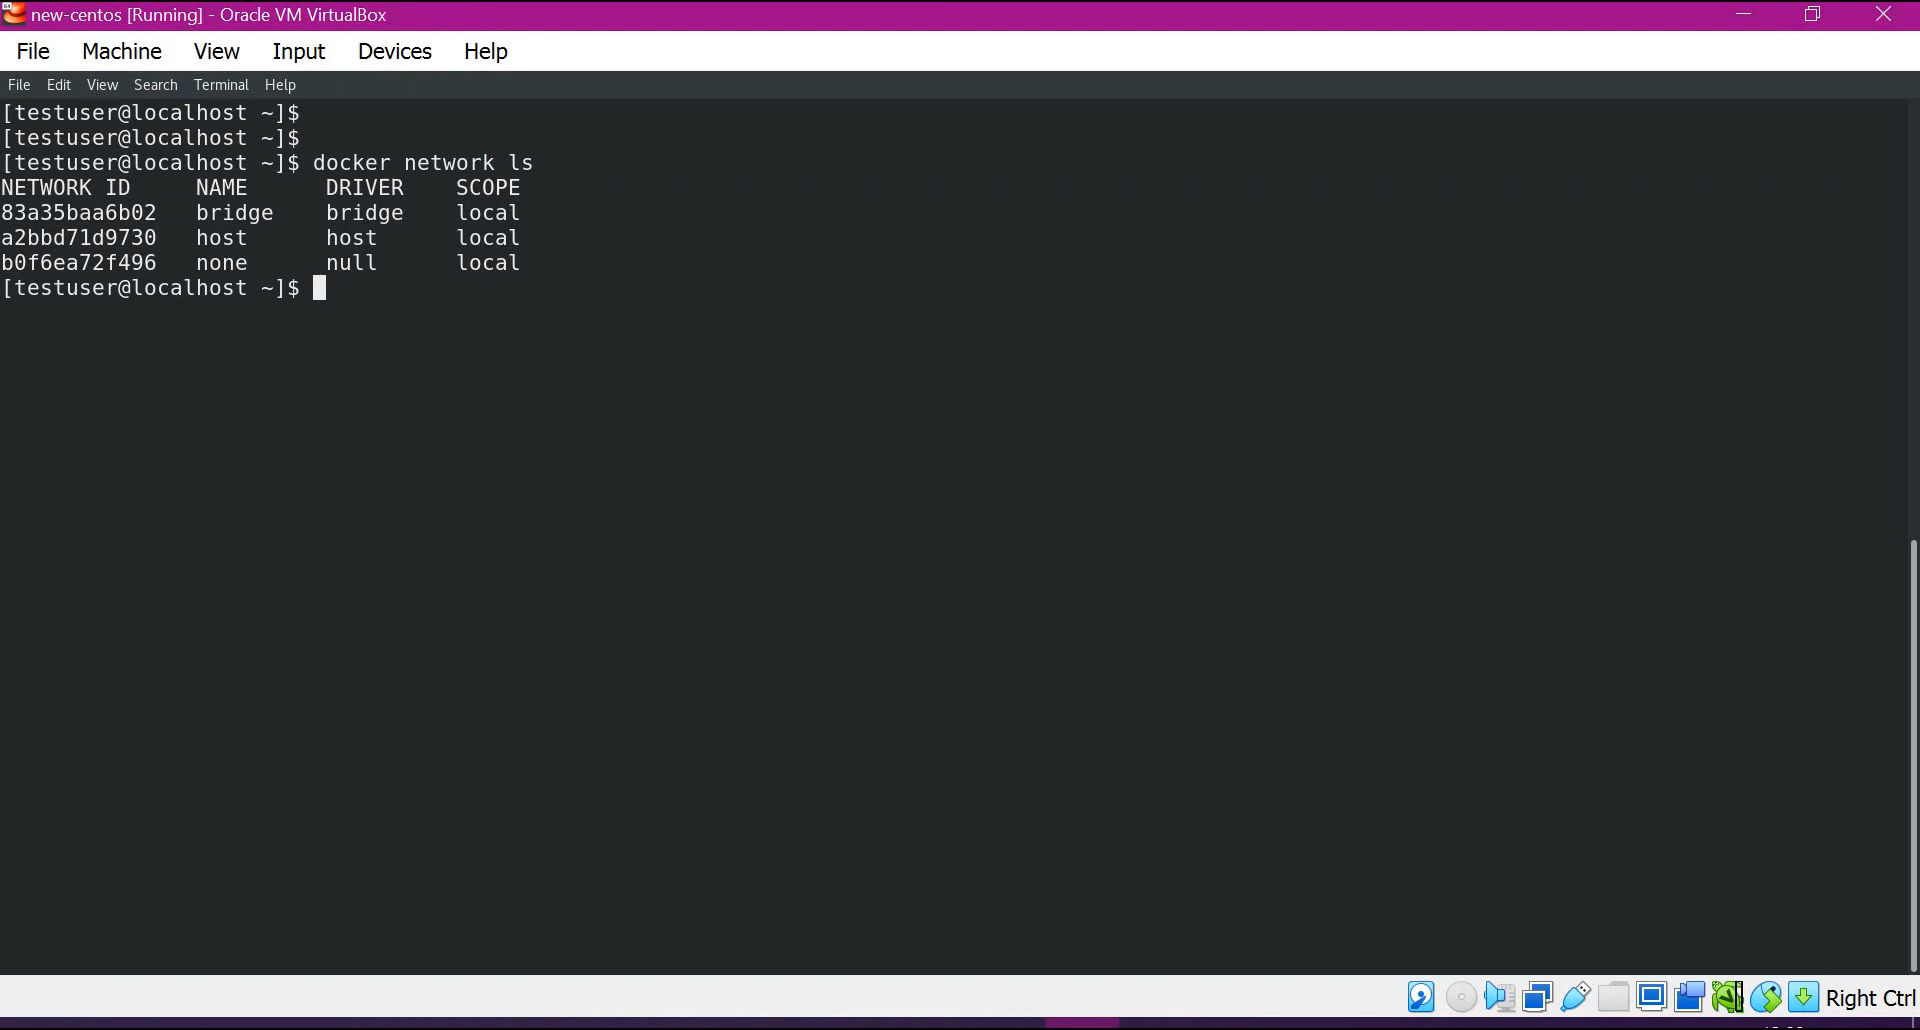 new-centos [Running] - Oracle VM VirtualBox
File Machine View Input Devices Help
File Edit View Search Terminal Help
[testuser@localhost ~]$
[testuser@localhost ~]$
[testuser@localhost ~]$ docker network ls
NETWORK ID     NAME      DRIVER    SCOPE
83a35baa6b02   bridge    bridge    local
a2bbd71d9730   host      host      local
b0f6ea72f496   none      null      local
[testuser@localhost ~]$
Right Ctrl